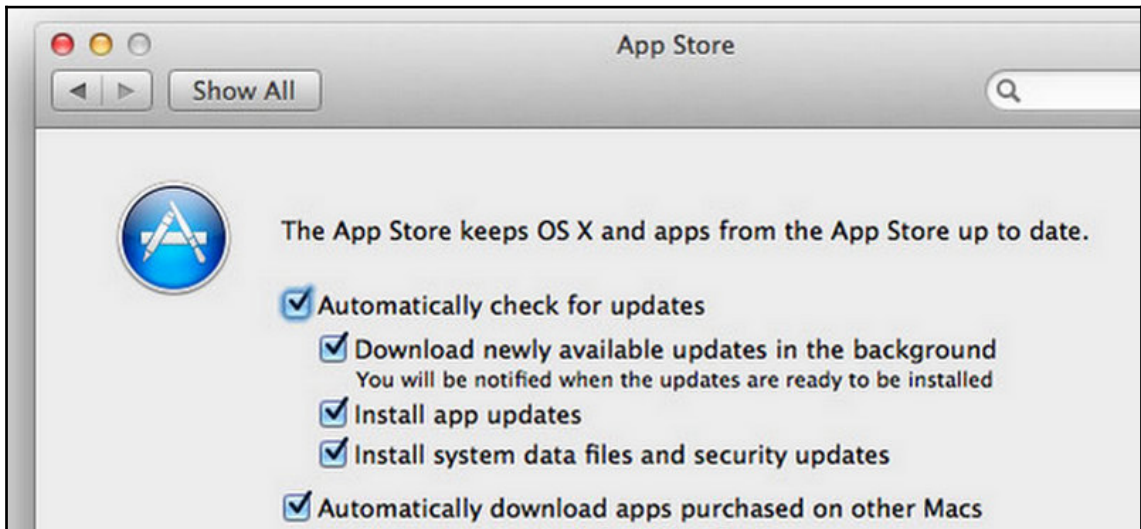 App Store
Show All
The App Store keeps OS X and apps from the App Store up to date.
Automatically check for updates
Download newly available updates in the background
You will be notified when the updates are ready to be installed
Install app updates
Install system data files and security updates
Automatically download apps purchased on other Macs